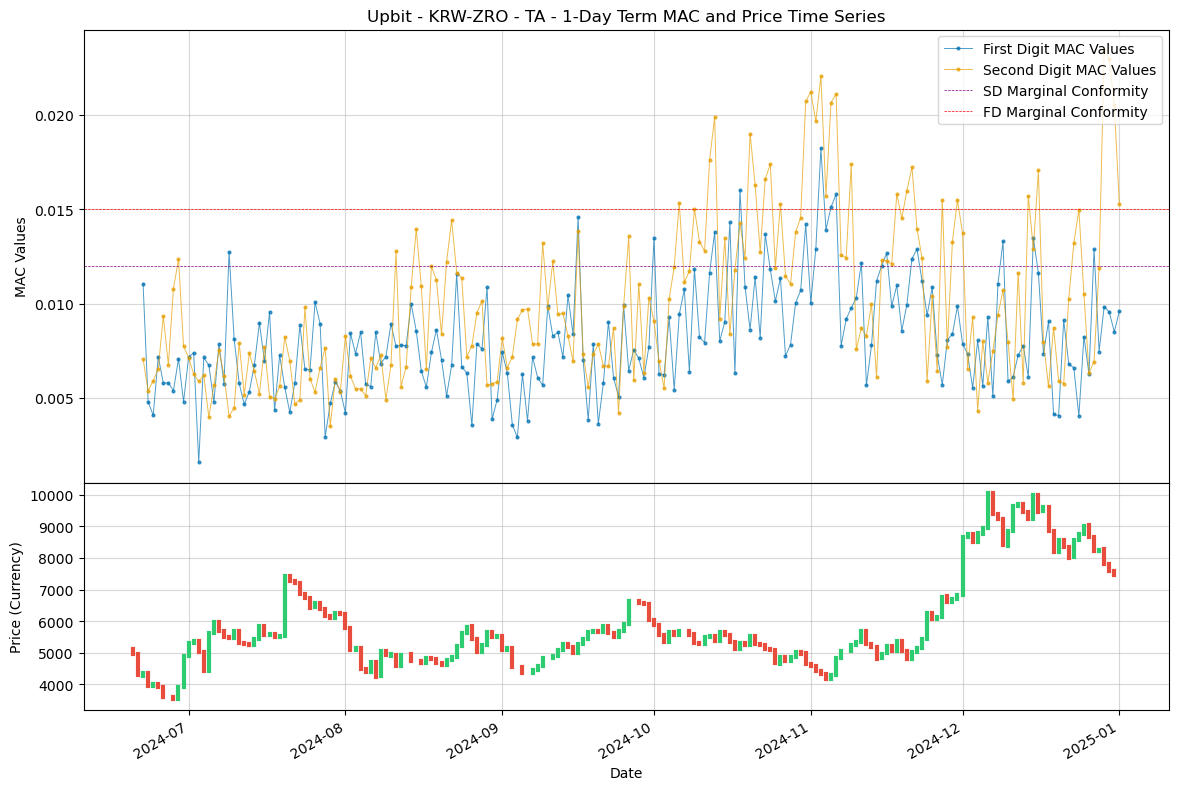 Upbit - KRW-ZRO - TA - 1-Day Term MAC and Price Time Series
First Digit MAC Values
Second Digit MAC Values
SD Marginal Conformity
FD Marginal Conformity
MAC Values
0.020
0.015
0.010
0.005
Price (Currency)
10000
9000
8000
7000
6000
5000
4000
2024-07
2024-08
2024-09
2024-10
2024-11
2024-12
2025-01
Date